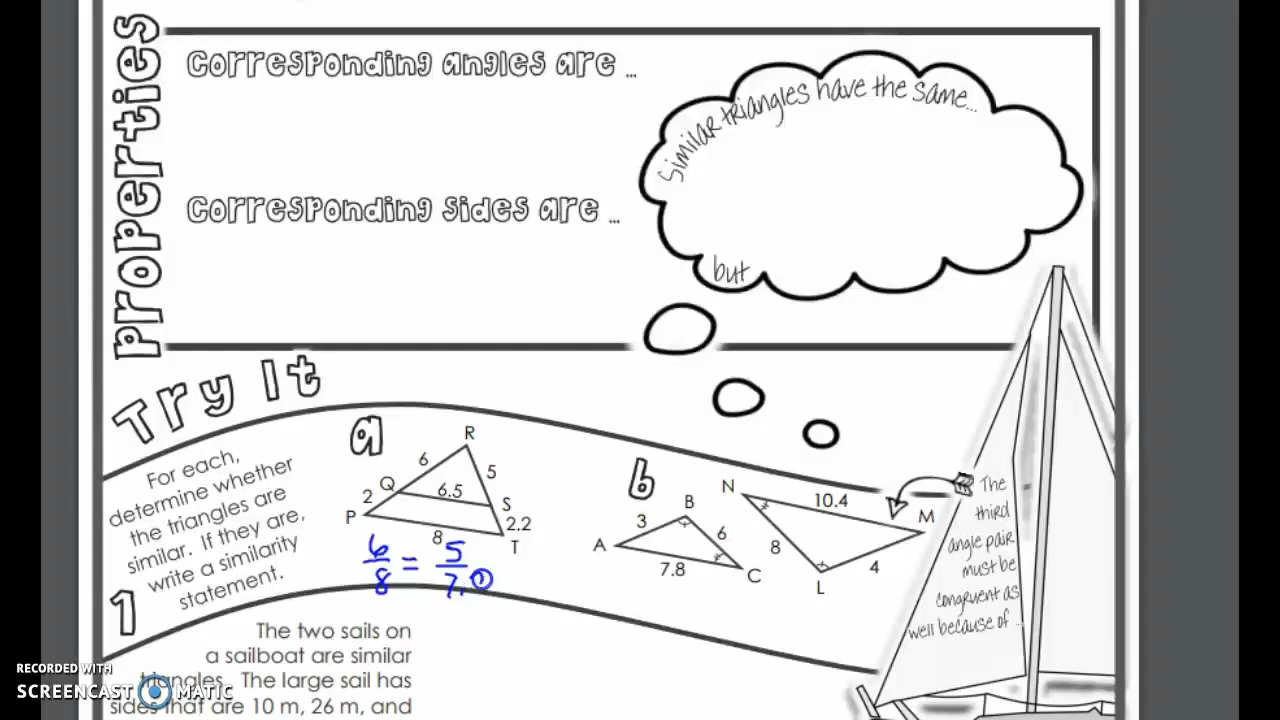 Properties
Corresponding angles are ...
Corresponding sides are ...
Similar triangles have the same...
but
Try It
1
For each,
determine whether
the triangles are
similar. If they are,
write a similarity
statement.
a
R
6
5
Q
6.5
S
2
P
2.2
8
T
6/8 = 5/7.
b
N
10.4
B
M
3
6
8
A
7.8
C
4
L
The
third
angle pair
must be
congruent as
well because of ...
The two sails on
a sailboat are similar
triangles. The large sail has
sides that are 10 m, 26 m, and
RECORDED WITH
SCREENCAST MATIC